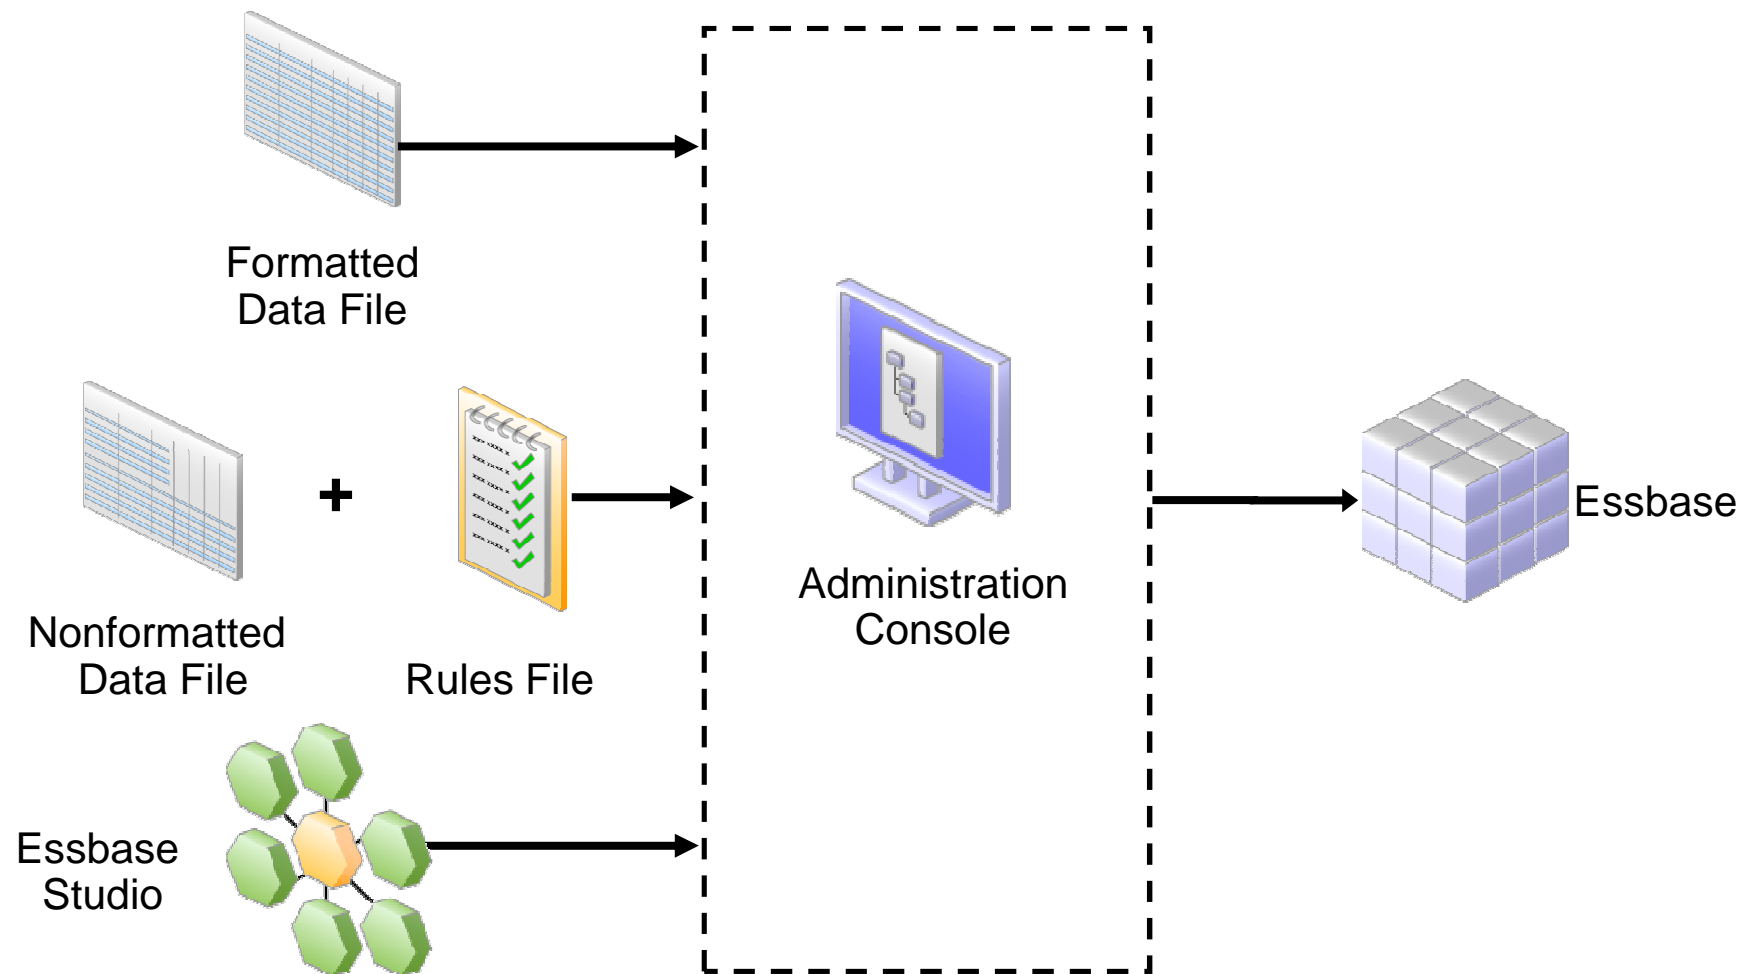 Formatted
Data File
Nonformatted
Data File
Rules File
Essbase
Studio
Administration
Console
Essbase